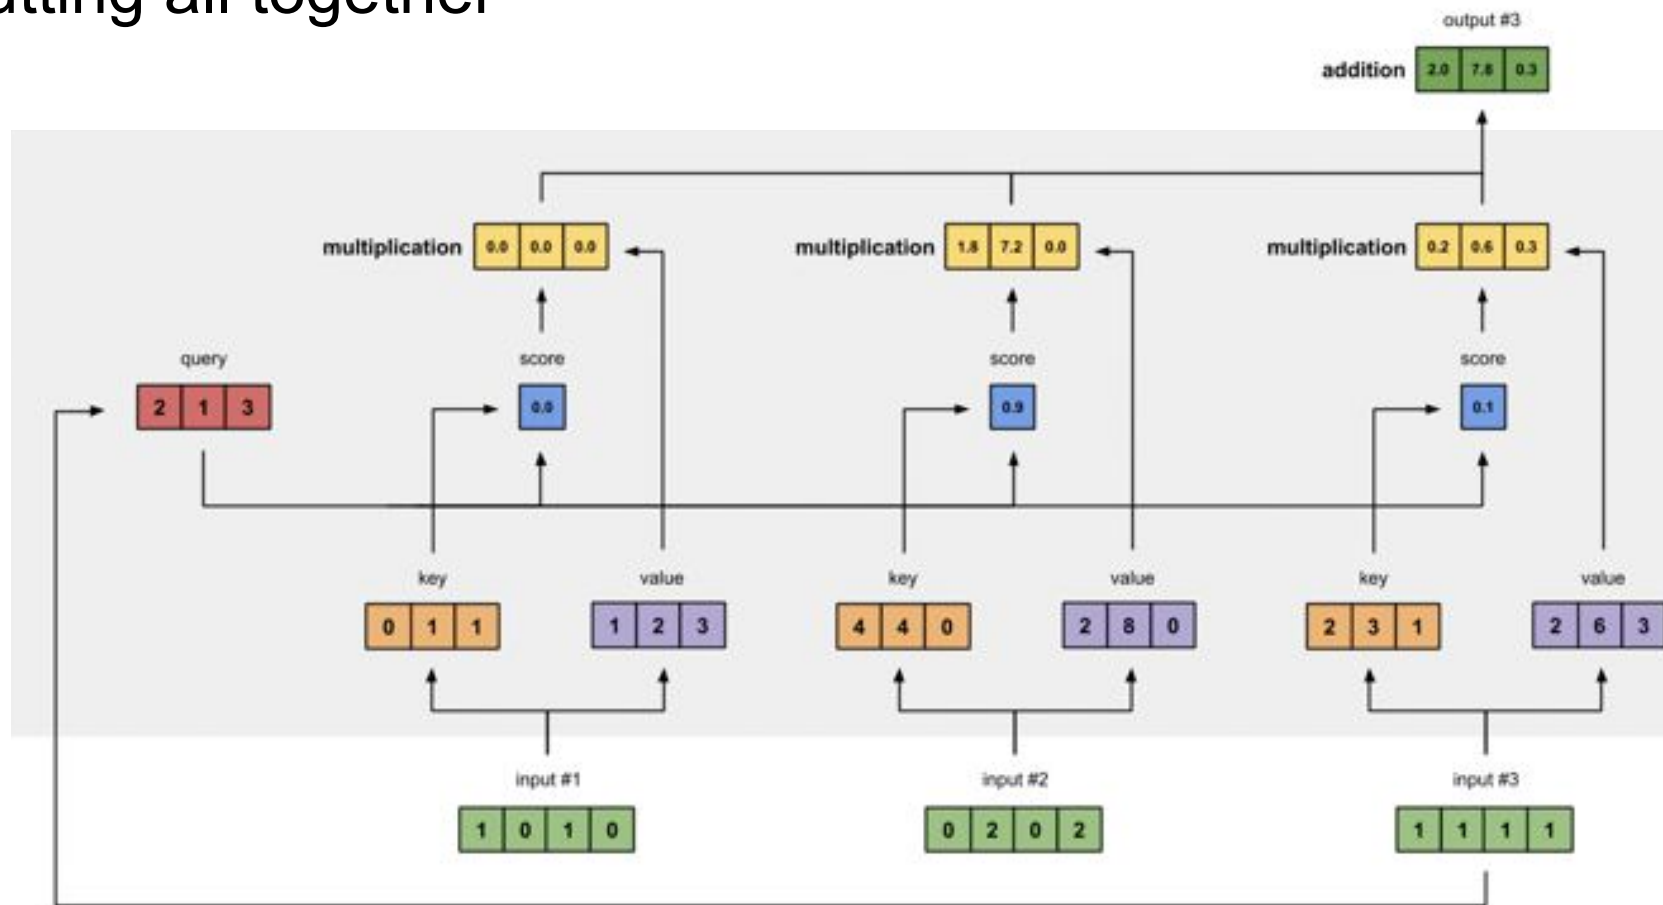 all together
output #3
addition 2.0 7.8 0.3
multiplication 0.0 0.0 0.0
multiplication 1.8 7.2 0.0
multiplication 0.2 0.6 0.3
query score score score
2 1 3 0.0 0.9 0.1
key value key value key value
0 1 1 1 2 3 4 4 0 2 8 0 2 3 1 2 6 3
input #1 input #2 input #3
1 0 1 0 0 2 0 2 1 1 1 1